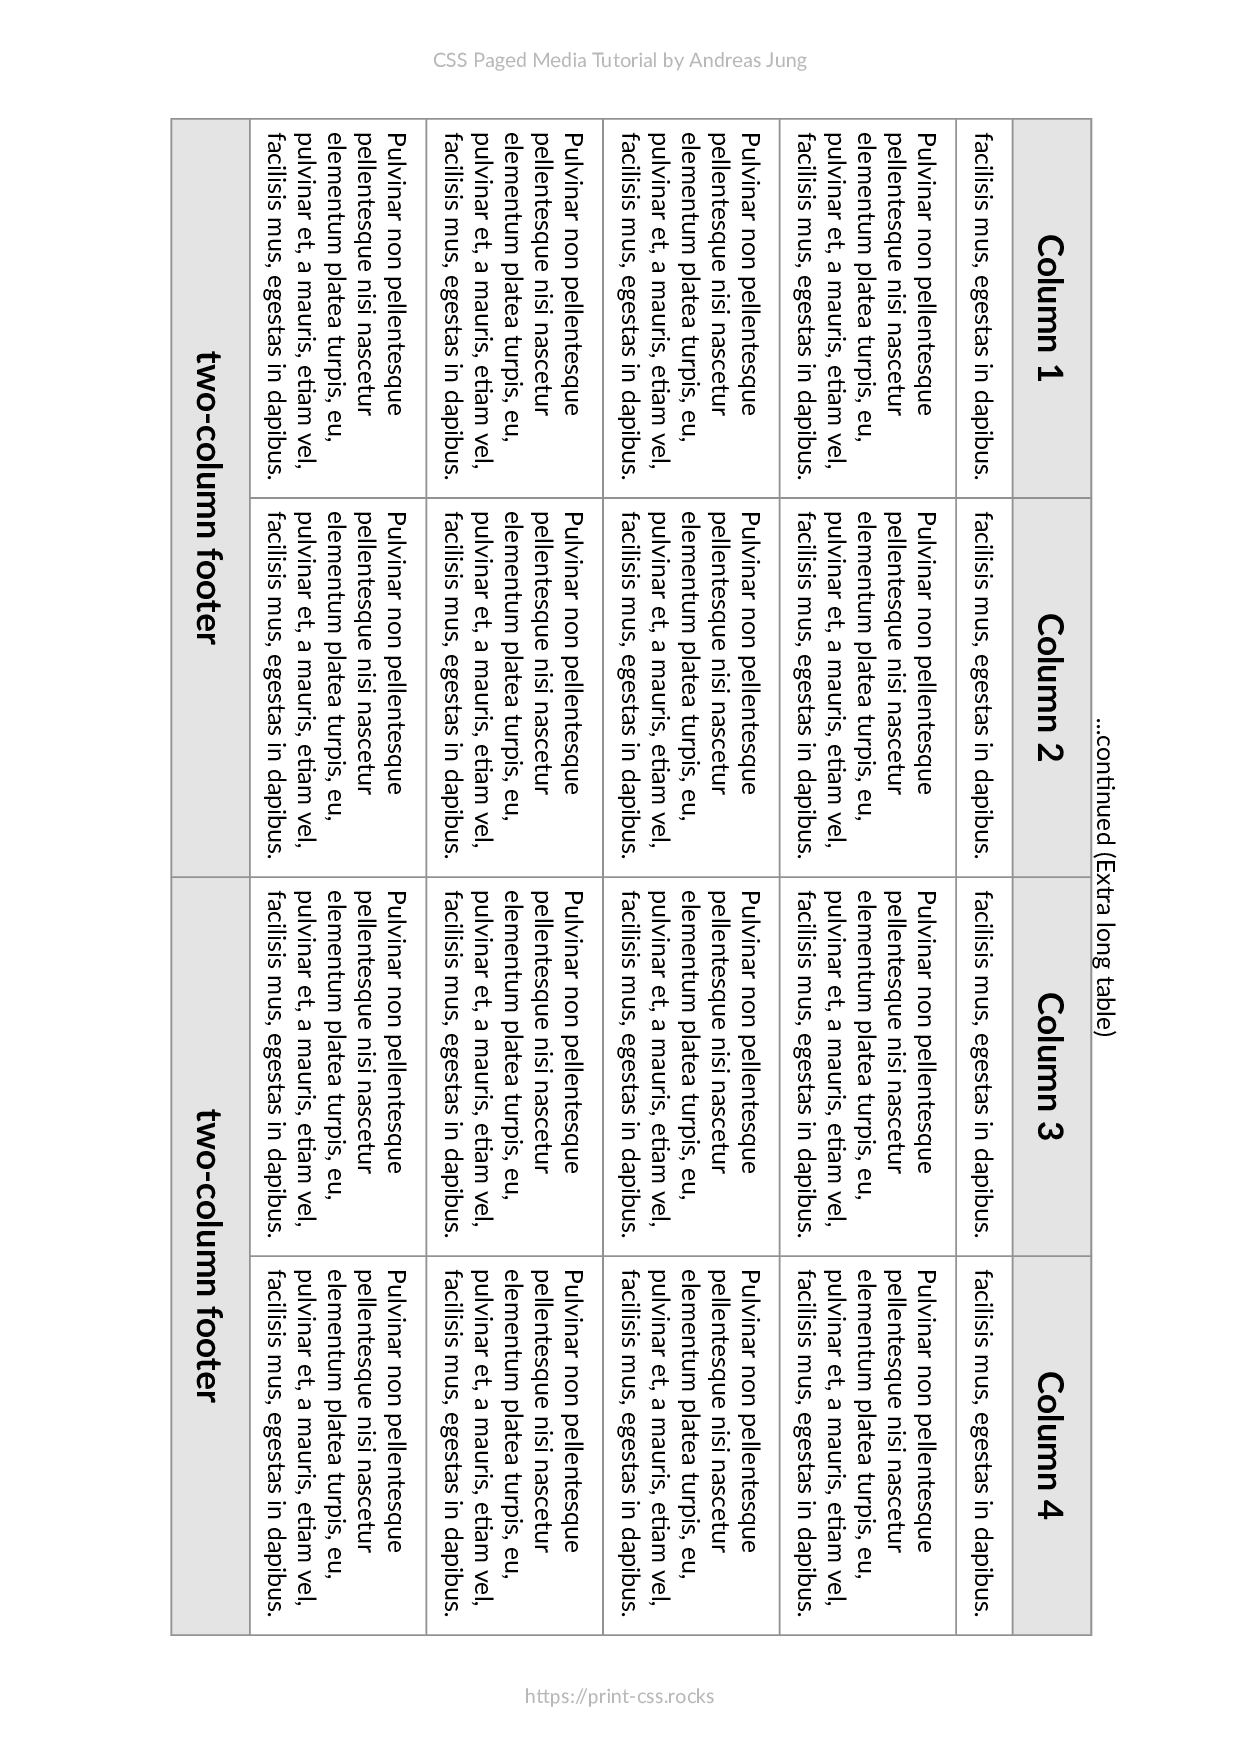 CSS Paged Media Tutorial by Andreas Jung
...continued (Extra long table)
Column 1 Column 2 Column 3 Column 4
facilisis mus, egestas in dapibus. facilisis mus, egestas in dapibus. facilisis mus, egestas in dapibus. facilisis mus, egestas in dapibus.
Pulvinar non pellentesque Pulvinar non pellentesque Pulvinar non pellentesque Pulvinar non pellentesque
pellentesque nisi nascetur pellentesque nisi nascetur pellentesque nisi nascetur pellentesque nisi nascetur
elementum platea turpis, eu, elementum platea turpis, eu, elementum platea turpis, eu, elementum platea turpis, eu,
pulvinar et, a mauris, etiam vel, pulvinar et, a mauris, etiam vel, pulvinar et, a mauris, etiam vel, pulvinar et, a mauris, etiam vel,
facilisis mus, egestas in dapibus. facilisis mus, egestas in dapibus. facilisis mus, egestas in dapibus. facilisis mus, egestas in dapibus.
Pulvinar non pellentesque Pulvinar non pellentesque Pulvinar non pellentesque Pulvinar non pellentesque
pellentesque nisi nascetur pellentesque nisi nascetur pellentesque nisi nascetur pellentesque nisi nascetur
elementum platea turpis, eu, elementum platea turpis, eu, elementum platea turpis, eu, elementum platea turpis, eu,
pulvinar et, a mauris, etiam vel, pulvinar et, a mauris, etiam vel, pulvinar et, a mauris, etiam vel, pulvinar et, a mauris, etiam vel,
facilisis mus, egestas in dapibus. facilisis mus, egestas in dapibus. facilisis mus, egestas in dapibus. facilisis mus, egestas in dapibus.
Pulvinar non pellentesque Pulvinar non pellentesque Pulvinar non pellentesque Pulvinar non pellentesque
pellentesque nisi nascetur pellentesque nisi nascetur pellentesque nisi nascetur pellentesque nisi nascetur
elementum platea turpis, eu, elementum platea turpis, eu, elementum platea turpis, eu, elementum platea turpis, eu,
pulvinar et, a mauris, etiam vel, pulvinar et, a mauris, etiam vel, pulvinar et, a mauris, etiam vel, pulvinar et, a mauris, etiam vel,
facilisis mus, egestas in dapibus. facilisis mus, egestas in dapibus. facilisis mus, egestas in dapibus. facilisis mus, egestas in dapibus.
Pulvinar non pellentesque Pulvinar non pellentesque Pulvinar non pellentesque Pulvinar non pellentesque
pellentesque nisi nascetur pellentesque nisi nascetur pellentesque nisi nascetur pellentesque nisi nascetur
elementum platea turpis, eu, elementum platea turpis, eu, elementum platea turpis, eu, elementum platea turpis, eu,
pulvinar et, a mauris, etiam vel, pulvinar et, a mauris, etiam vel, pulvinar et, a mauris, etiam vel, pulvinar et, a mauris, etiam vel,
facilisis mus, egestas in dapibus. facilisis mus, egestas in dapibus. facilisis mus, egestas in dapibus. facilisis mus, egestas in dapibus.
two-column footer two-column footer
https://print-css.rocks